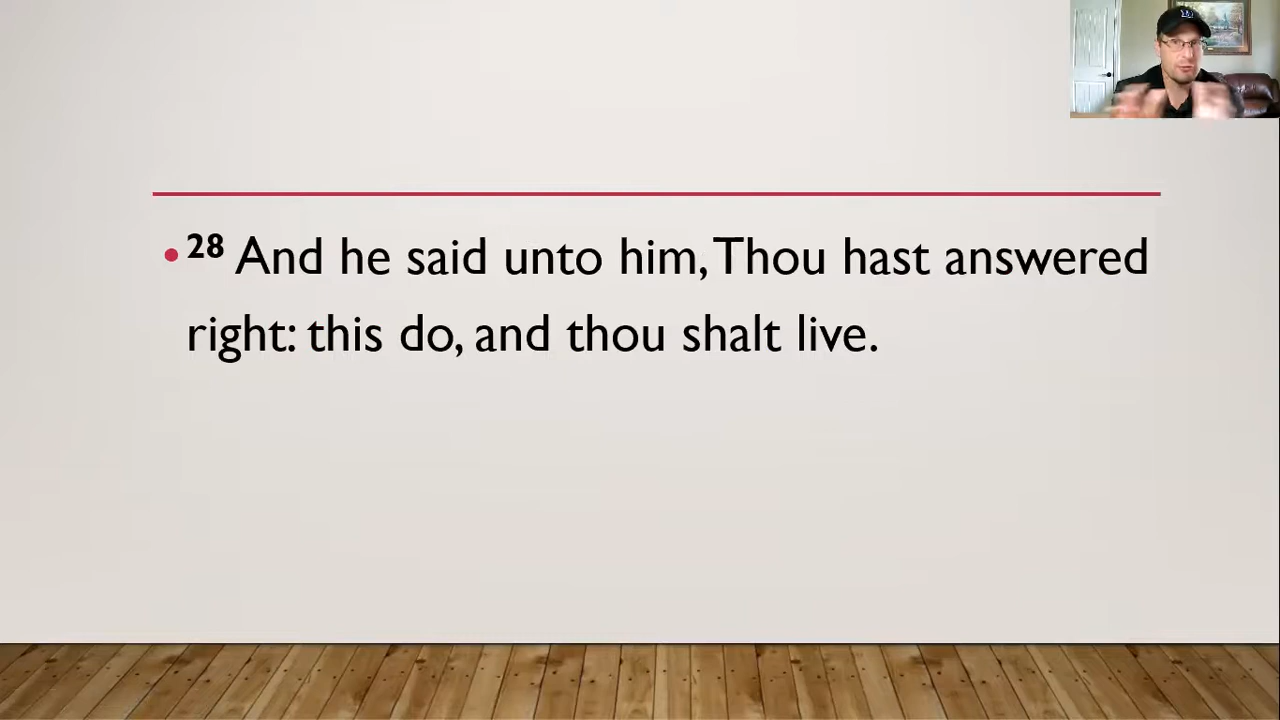 •28 And he said unto him, Thou hast answered
right: this do, and thou shalt live.